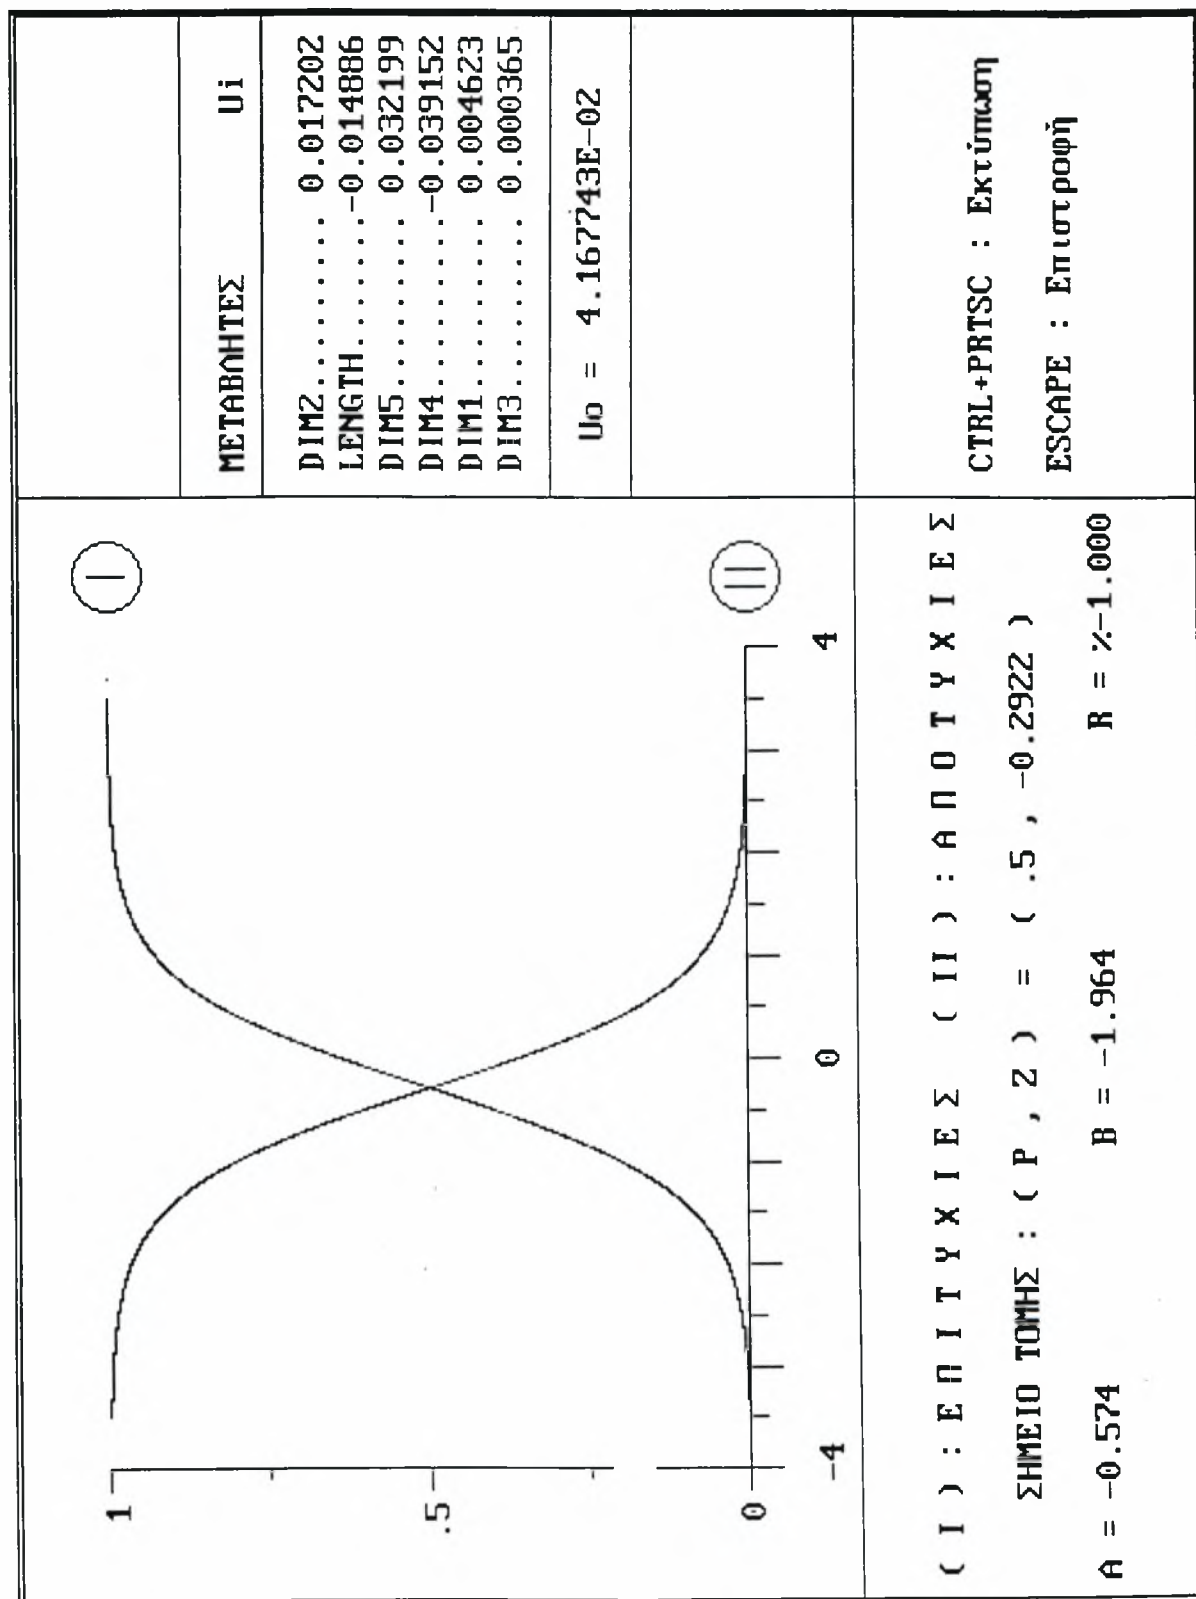 ΜΕΤΑΒΛΗΤΕΣ Ui
DIM2.......... 0.017202
LENGTH........-0.014886
DIM5.......... 0.032199
DIM4..........-0.039152
DIM1.......... 0.004623
DIM3.......... 0.000365
Uo = 4.167743E-02
1
.5
0
-4
0
4
I
II
( I ) : Ε Π Ι Τ Υ Χ Ι Ε Σ ( II ) : Α Π Ο Τ Υ Χ Ι Ε Σ
ΣΗΜΕΙΟ ΤΟΜΗΣ : ( P , Z ) = ( .5 , -0.2922 )
A = -0.574 B = -1.964 R = %-1.000
CTRL+PRTSC : Εκτύπωση
ESCAPE : Επιστροφή